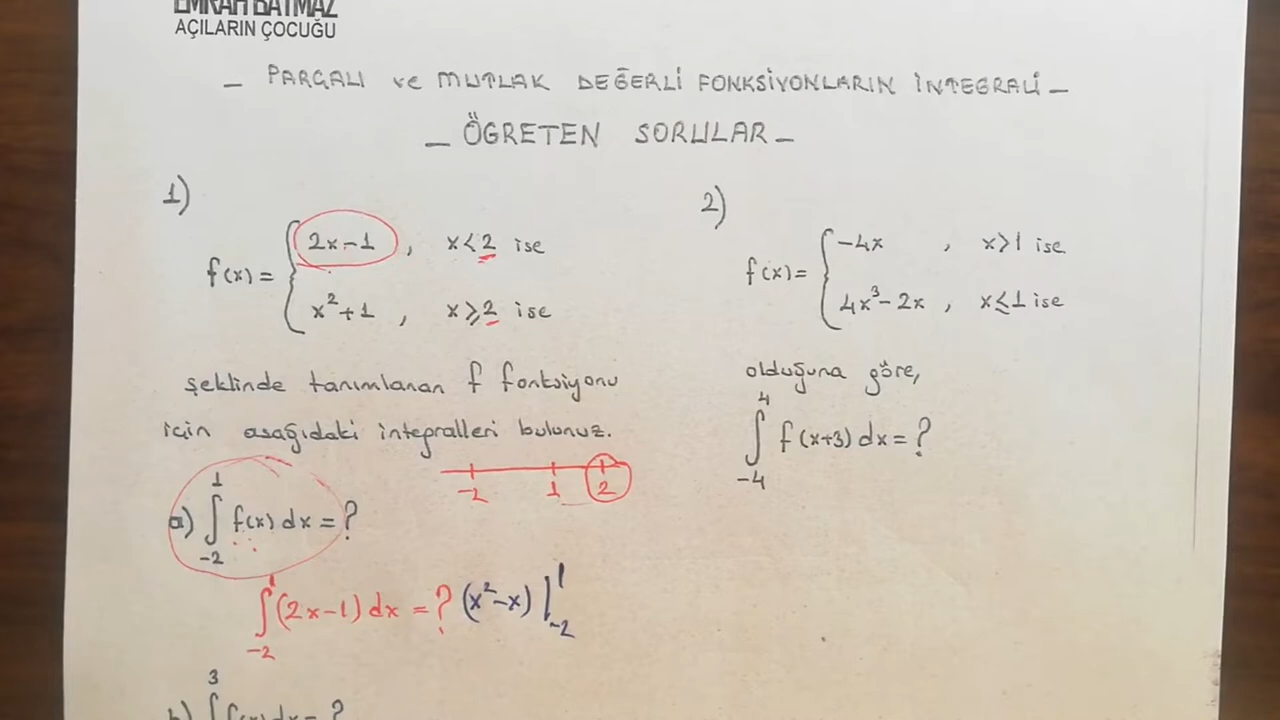 EMRAH BATMAZ
AÇILARIN ÇOCUĞU
_ PARÇALI ve MUTLAK DEĞERLİ FONKSİYONLARIN İNTEGRALİ _
_ ÖĞRETEN SORULAR _
1)
f(x) = { 2x-1 , x<2 ise
x²+1 , x≥2 ise
şeklinde tanımlanan f fonksiyonu
için aşağıdaki integralleri bulunuz.
-2 1 2
a) ∫_{-2}^{1} f(x) dx = ?
∫_{-2}^{1} (2x-1) dx = ? (x²-x) |_{-2}^{1}
b) ∫^{3} f(x) dx = ?
2)
f(x) = { -4x , x>1 ise
4x³-2x , x≤1 ise
olduğuna göre,
∫_{-4}^{4} f(x+3) dx = ?